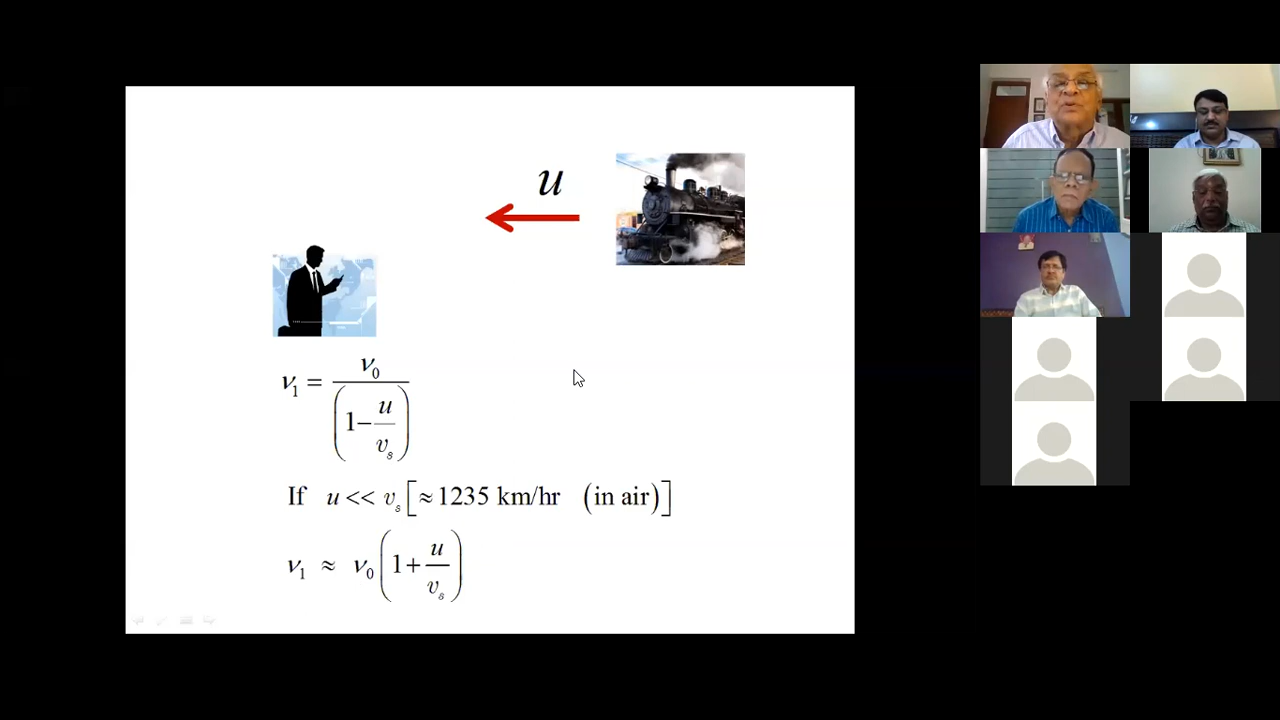 u
ν₁ = ν₀ / (1 − u/vₛ)
If u << vₛ [≈ 1235 km/hr (in air)]
ν₁ ≈ ν₀ (1 + u/vₛ)